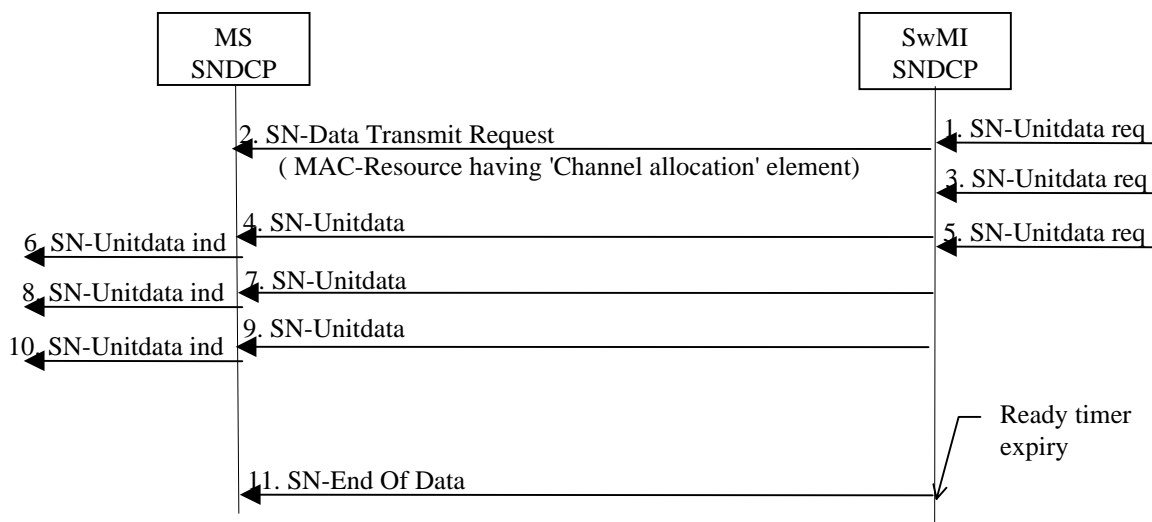 MS
SNDCP
SwMI
SNDCP
1. SN-Unitdata req
2. SN-Data Transmit Request
( MAC-Resource having 'Channel allocation' element)
3. SN-Unitdata req
4. SN-Unitdata
5. SN-Unitdata req
6. SN-Unitdata ind
7. SN-Unitdata
8. SN-Unitdata ind
9. SN-Unitdata
10. SN-Unitdata ind
Ready timer
expiry
11. SN-End Of Data